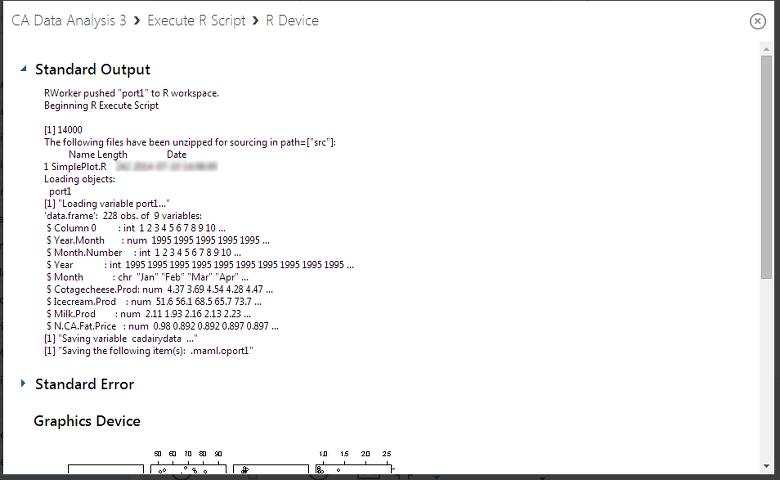 CA Data Analysis 3 > Execute R Script > R Device
Standard Output
RWorker pushed "port1" to R workspace.
Beginning R Execute Script
[1] 14000
The following files have been unzipped for sourcing in path=["src"]:
Name Length Date
1 SimplePlot.R
Loading objects:
port1
[1] "Loading variable port1..."
'data.frame': 228 obs. of 9 variables:
$ Column 0 : int 1 2 3 4 5 6 7 8 9 10 ...
$ Year.Month : num 1995 1995 1995 1995 1995 ...
$ Month.Number : int 1 2 3 4 5 6 7 8 9 10 ...
$ Year : int 1995 1995 1995 1995 1995 1995 1995 1995 1995 1995 ...
$ Month : chr "Jan" "Feb" "Mar" "Apr" ...
$ Cotagecheese.Prod: num 4.37 3.69 4.54 4.28 4.47 ...
$ Icecream.Prod : num 51.6 56.1 68.5 65.7 73.7 ...
$ Milk.Prod : num 2.11 1.93 2.16 2.13 2.23 ...
$ N.CA.Fat.Price : num 0.98 0.892 0.892 0.897 0.897 ...
[1] "Saving variable cadairydata ..."
[1] "Saving the following item(s): .maml.oport1"
Standard Error
Graphics Device
50 60 70 80 90 1.0 1.5 2.0 2.5